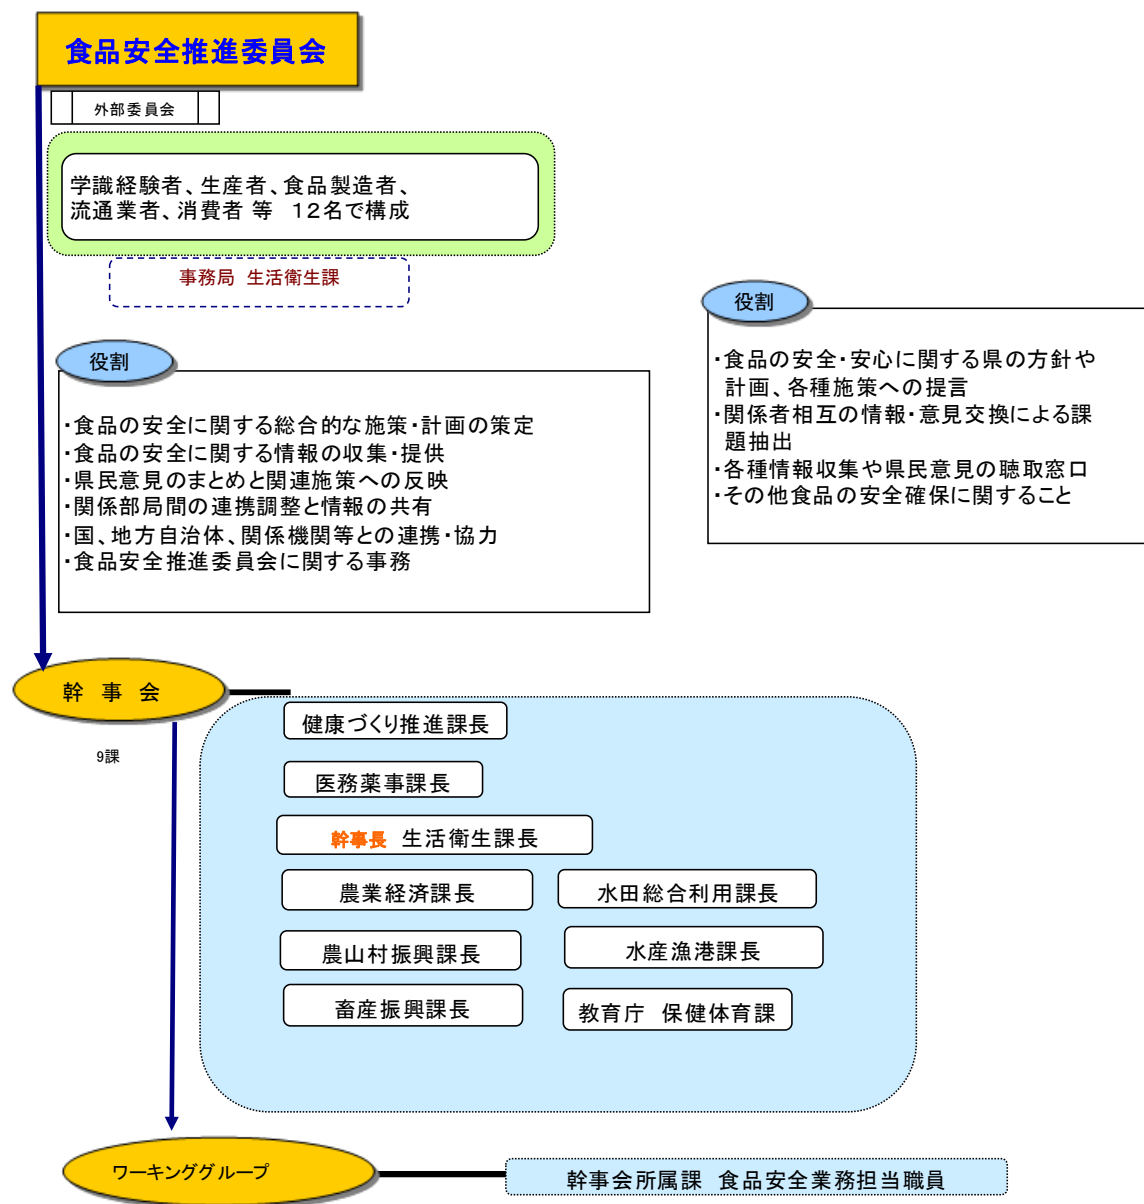 食品安全推進委員会
外部委員会
学識経験者、生産者、食品製造者、
流通業者、消費者 等　12名で構成
事務局　生活衛生課
役割
・食品の安全に関する総合的な施策・計画の策定
・食品の安全に関する情報の収集・提供
・県民意見のまとめと関連施策への反映
・関係部局間の連携調整と情報の共有
・国、地方自治体、関係機関等との連携・協力
・食品安全推進委員会に関する事務
役割
・食品の安全・安心に関する県の方針や
計画、各種施策への提言
・関係者相互の情報・意見交換による課
題抽出
・各種情報収集や県民意見の聴取窓口
・その他食品の安全確保に関すること
幹　事　会
9課
健康づくり推進課長
医務薬事課長
幹事長　生活衛生課長
農業経済課長
水田総合利用課長
農山村振興課長
水産漁港課長
畜産振興課長
教育庁　保健体育課
ワーキンググループ
幹事会所属課　食品安全業務担当職員